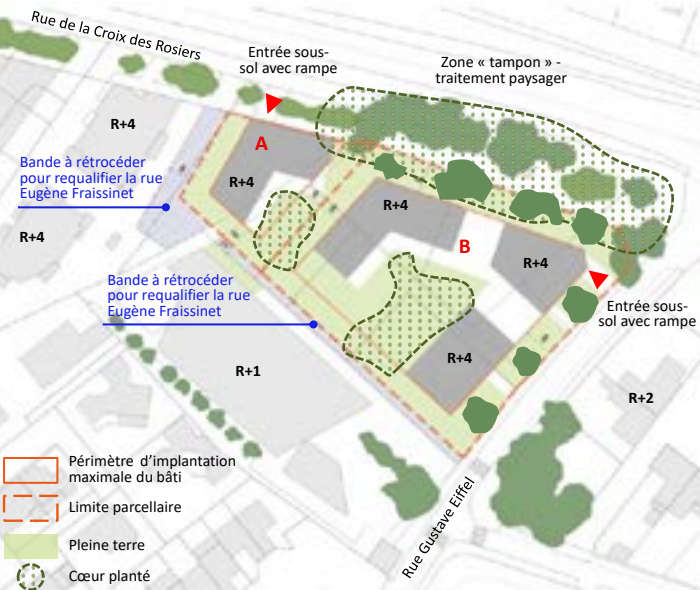 Rue de la Croix des Rosiers
Entrée sous-
sol avec rampe
Zone « tampon » -
traitement paysager
R+4
A
Bande à rétrocéder
pour requalifier la rue
Eugène Fraissinet
R+4
R+4
R+4
B
R+4
Bande à rétrocéder
pour requalifier la rue
Eugène Fraissinet
Entrée sous-
sol avec rampe
R+4
R+1
R+2
Périmètre d'implantation
maximale du bâti
Limite parcellaire
Pleine terre
Cœur planté
Rue Gustave Eiffel